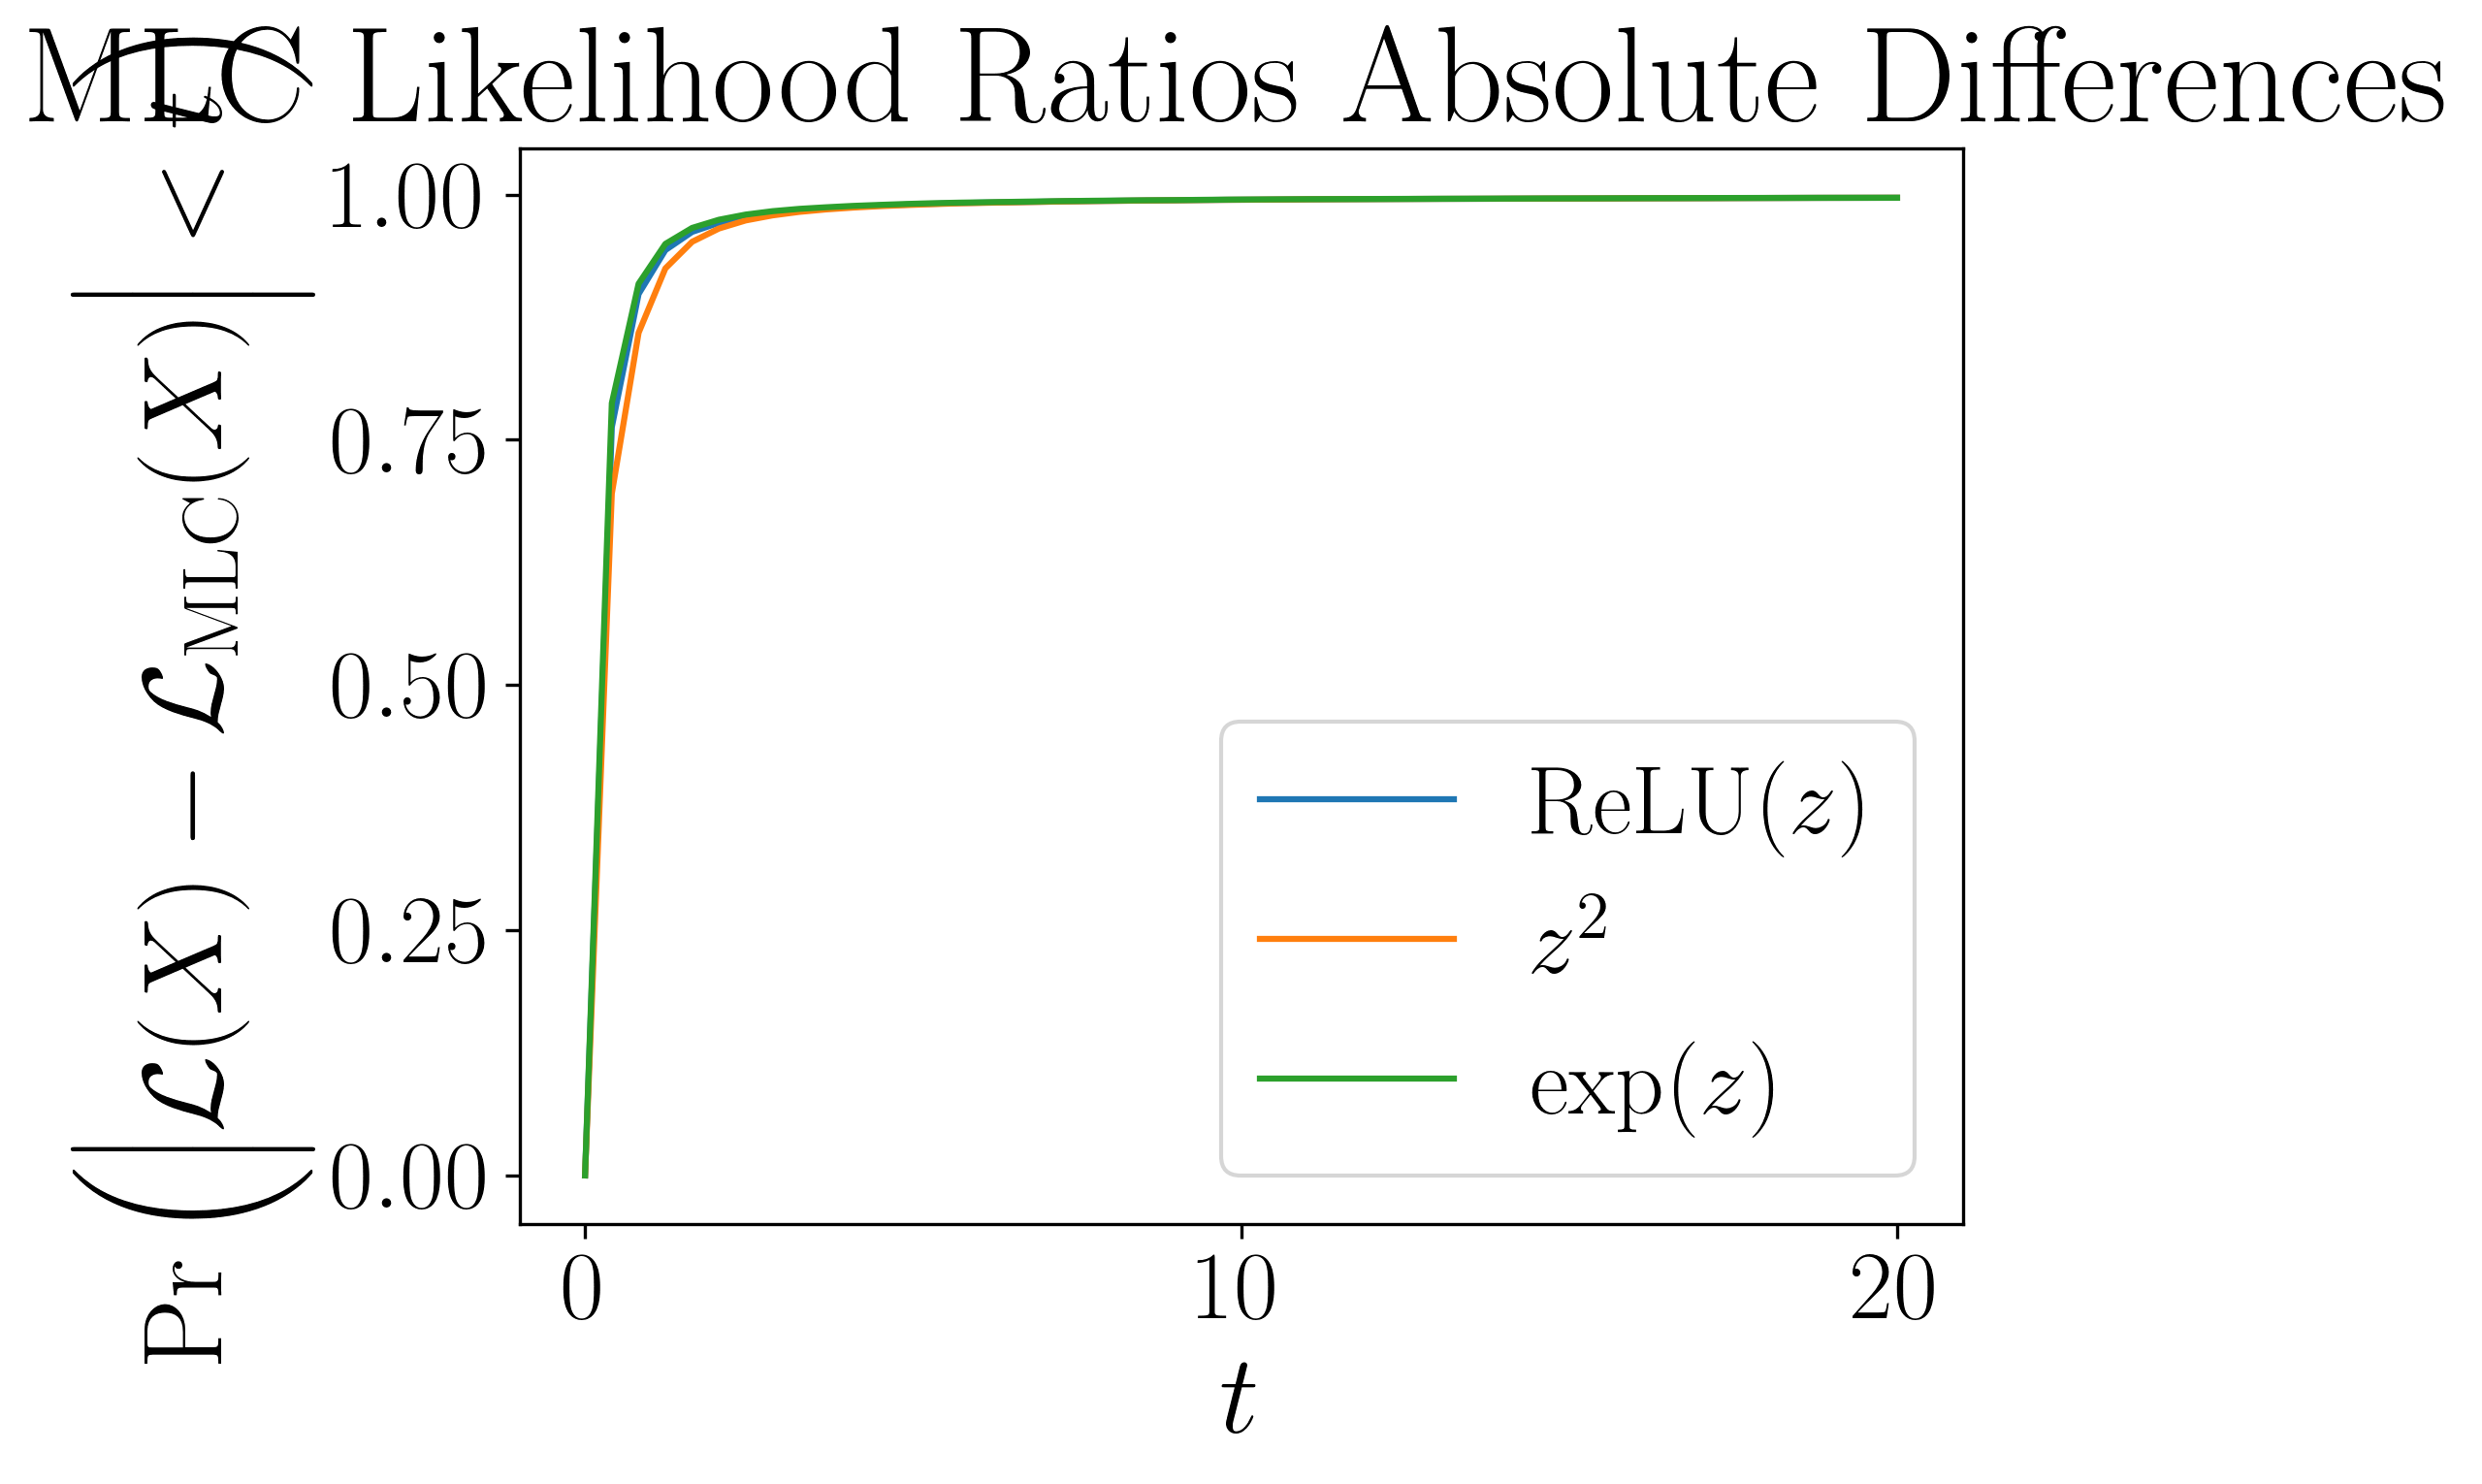 MLC Likelihood Ratios Absolute Differences
Pr (|𝓛(X) − 𝓛_MLC(X)| < t)
1.00
0.75
0.50
0.25
0.00
ReLU(z)
z²
exp(z)
0 10 20
t